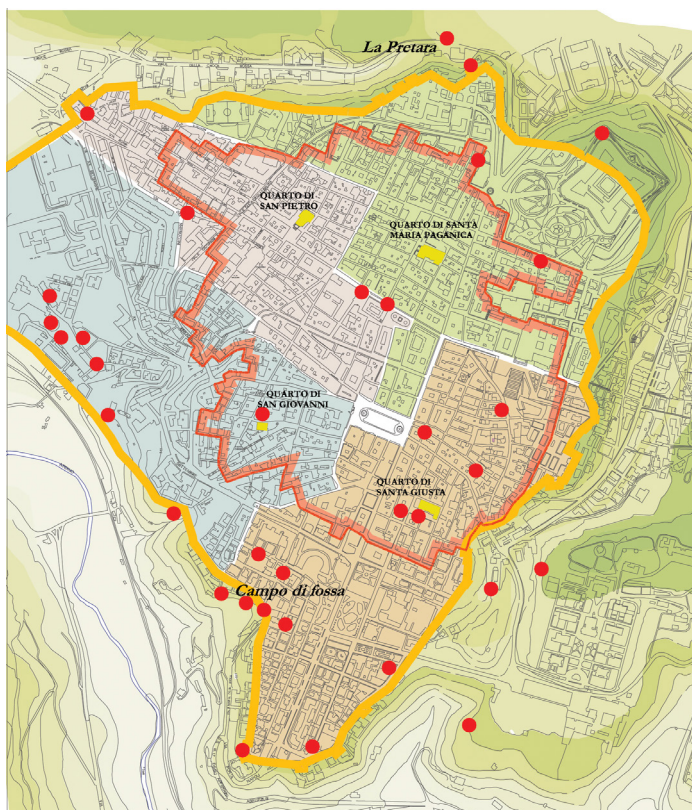 La Pretara
QUARTO DI
SAN PIETRO
QUARTO DI SANTA
MARIA PAGANICA
QUARTO DI
SAN GIOVANNI
QUARTO DI
SANTA GIUSTA
Campo di fossa